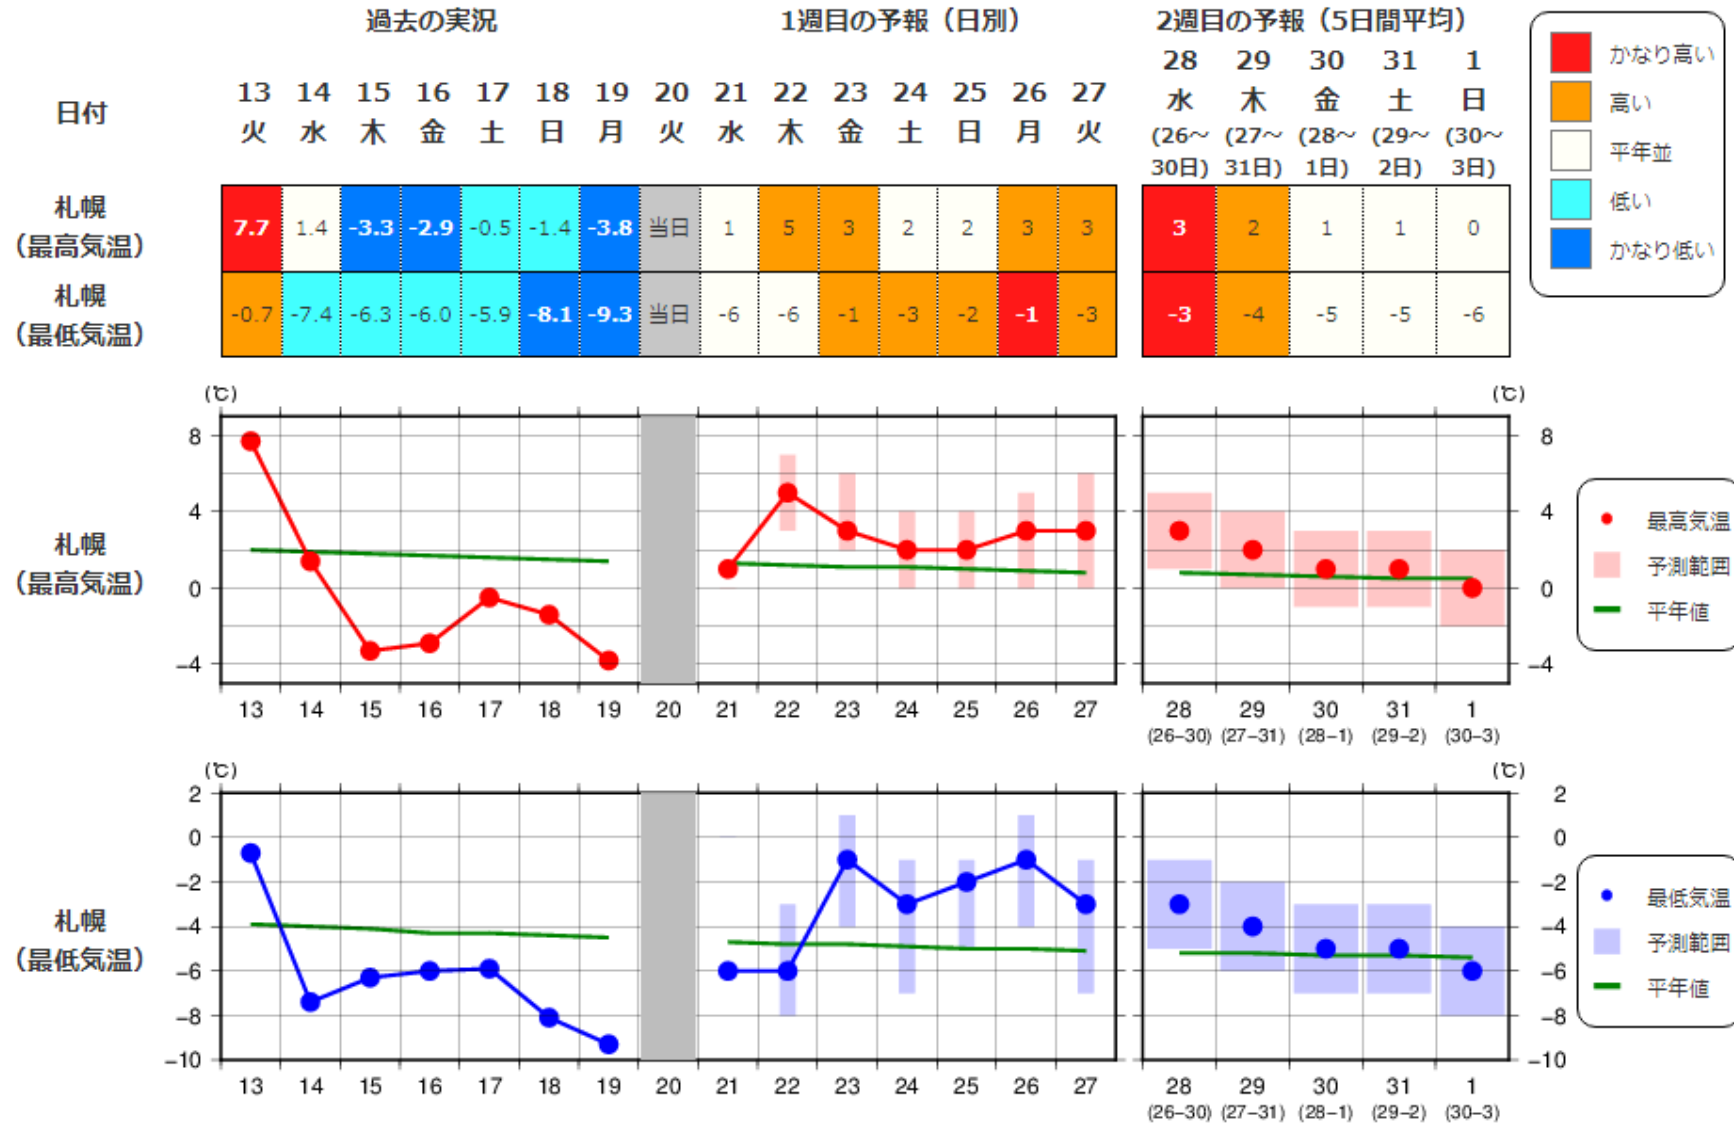 過去の実況 1週目の予報（日別） 2週目の予報（5日間平均）
日付 13 14 15 16 17 18 19 20 21 22 23 24 25 26 27 28 29 30 31 1
火 水 木 金 土 日 月 火 水 木 金 土 日 月 火 水 木 金 土 日
(26～ (27～ (28～ (29～ (30～
30日) 31日) 1日) 2日) 3日)
札幌
（最高気温）
7.7 1.4 -3.3 -2.9 -0.5 -1.4 -3.8 当日 1 5 3 2 2 3 3 3 2 1 1 0
札幌
（最低気温）
-0.7 -7.4 -6.3 -6.0 -5.9 -8.1 -9.3 当日 -6 -6 -1 -3 -2 -1 -3 -3 -4 -5 -5 -6
かなり高い
高い
平年並
低い
かなり低い
(℃) (℃)
8 8
4 4
0 0
-4 -4
札幌
（最高気温）
13 14 15 16 17 18 19 20 21 22 23 24 25 26 27 28 29 30 31 1
(26-30) (27-31) (28-1) (29-2) (30-3)
最高気温
予測範囲
平年値
(℃) (℃)
2 2
0 0
-2 -2
-4 -4
-6 -6
-8 -8
-10 -10
札幌
（最低気温）
13 14 15 16 17 18 19 20 21 22 23 24 25 26 27 28 29 30 31 1
(26-30) (27-31) (28-1) (29-2) (30-3)
最低気温
予測範囲
平年値